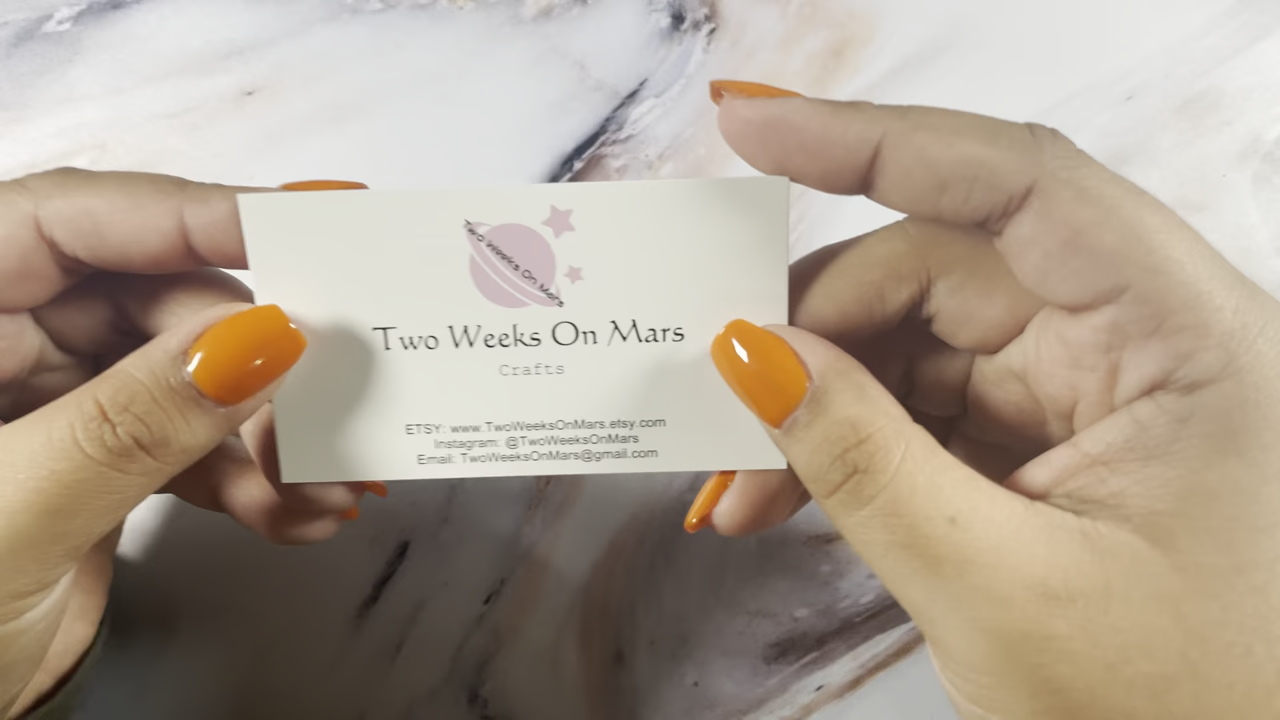 Two Weeks On Mars
Two Weeks On Mars
Crafts
ETSY: www.TwoWeeksOnMars.etsy.com
Instagram: @TwoWeeksOnMars
Email: TwoWeeksOnMars@gmail.com